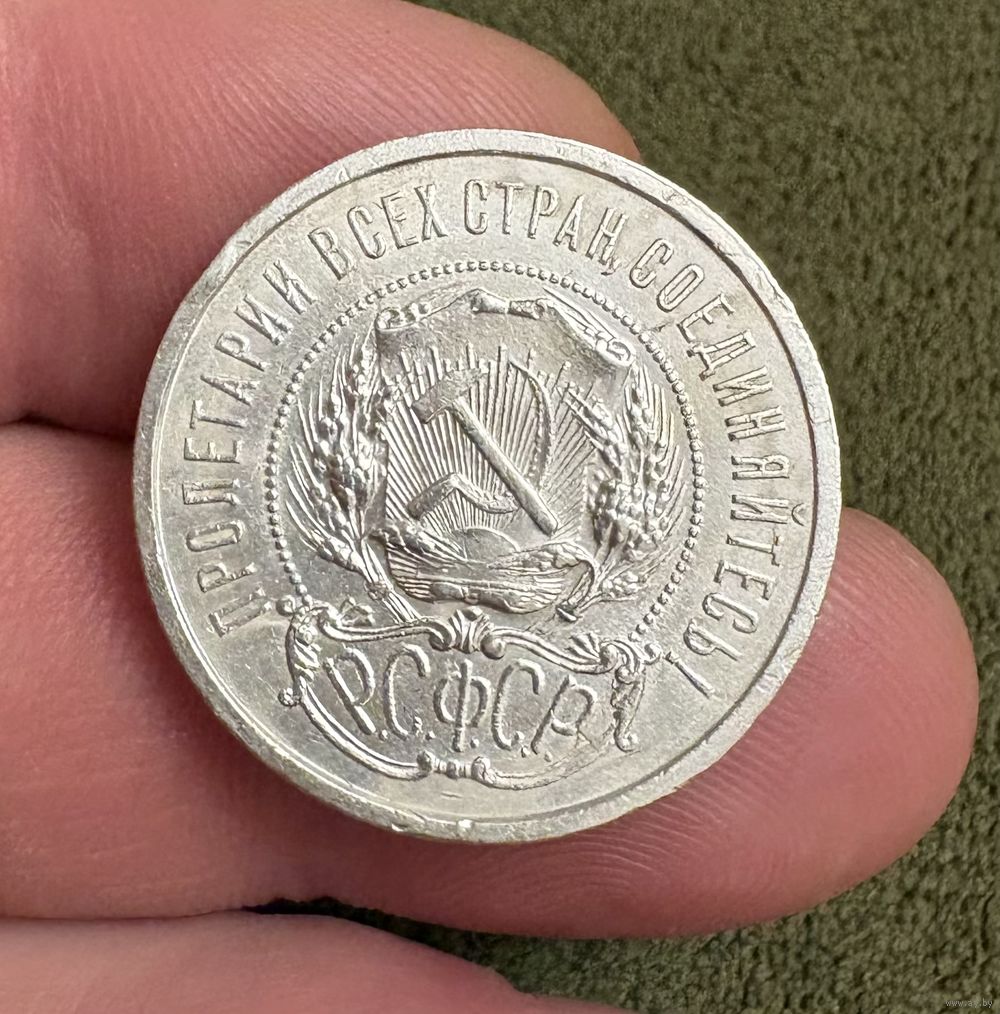 ПРОЛЕТАРИИ ВСЕХ СТРАН, СОЕДИНЯЙТЕСЬ!
Р.С.Ф.С.Р.
www.ay.by